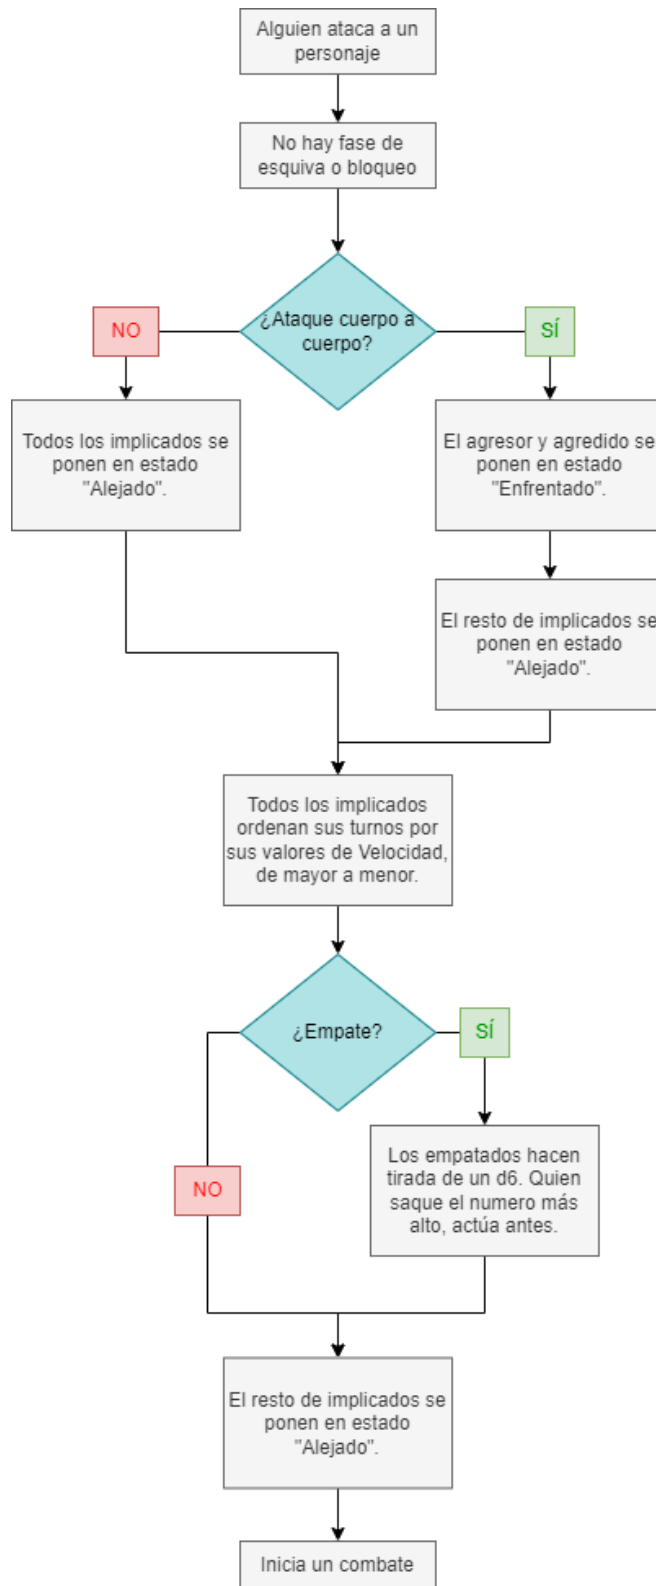 Alguien ataca a un
personaje
No hay fase de
esquiva o bloqueo
¿Ataque cuerpo a
cuerpo?
NO
SÍ
Todos los implicados se
ponen en estado
"Alejado".
El agresor y agredido se
ponen en estado
"Enfrentado".
El resto de implicados se
ponen en estado
"Alejado".
Todos los implicados
ordenan sus turnos por
sus valores de Velocidad,
de mayor a menor.
¿Empate?
SÍ
NO
Los empatados hacen
tirada de un d6. Quien
saque el numero más
alto, actúa antes.
El resto de implicados se
ponen en estado
"Alejado".
Inicia un combate